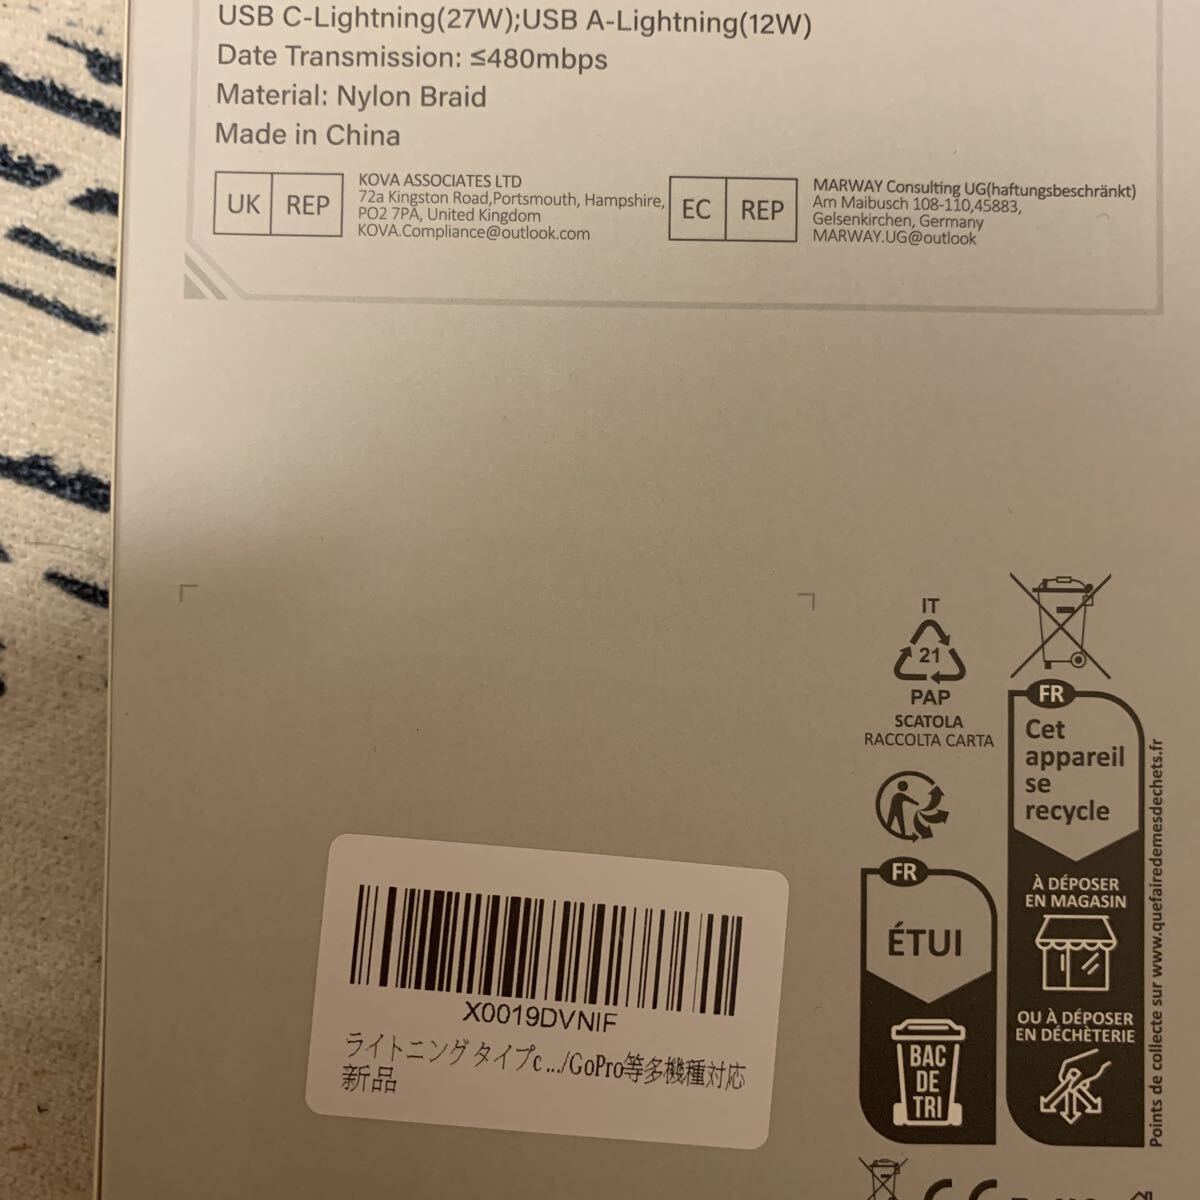 USB C-Lightning(27W);USB A-Lightning(12W)
Date Transmission: ≤480mbps
Material: Nylon Braid
Made in China
UK REP
KOVA ASSOCIATES LTD
72a Kingston Road,Portsmouth, Hampshire,
PO2 7PA, United Kingdom
KOVA.Compliance@outlook.com
EC REP
MARWAY Consulting UG(haftungsbeschränkt)
Am Maibusch 108-110,45883,
Gelsenkirchen, Germany
MARWAY.UG@outlook
IT
21
PAP
SCATOLA
RACCOLTA CARTA
FR
Cet
appareil
se
recycle
À DÉPOSER
EN MAGASIN
OU À DÉPOSER
EN DÉCHÈTERIE
Points de collecte sur www.quefairedemesdechets.fr
FR
ÉTUI
BAC
DE
TRI
X0019DVNIF
ライトニング タイプc .../GoPro等多機種対応
新品
CE